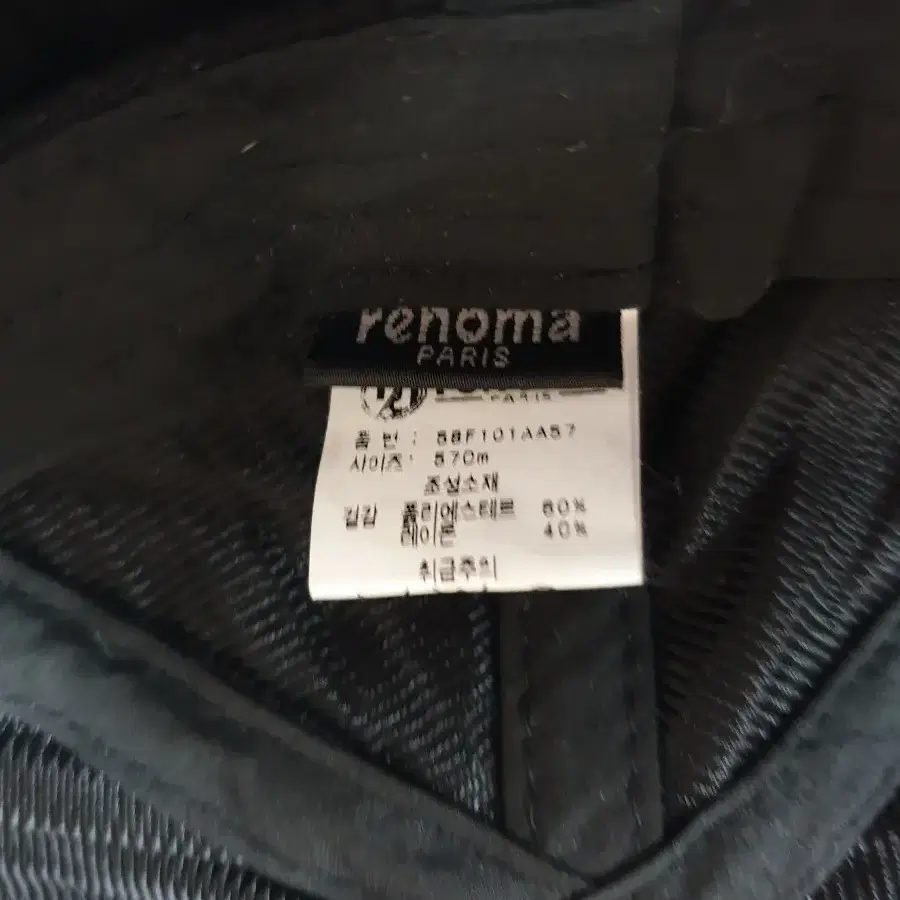 renoma
PARIS
PARIS
품 번 : 58F101AA57
사이즈: 570m
조성소재
겉감 폴리에스테르 60%
레이온 40%
취급주의